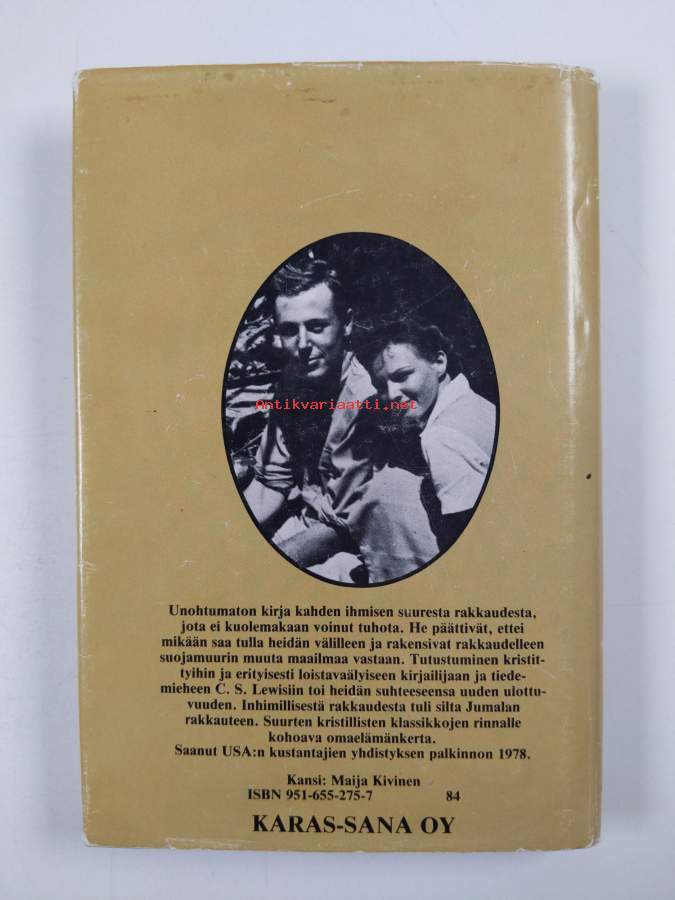 Antikvariaatti.net
Unohtumaton kirja kahden ihmisen suuresta rakkaudesta,
jota ei kuolemakaan voinut tuhota. He päättivät, ettei
mikään saa tulla heidän välilleen ja rakensivat rakkaudelleen
suojamuurin muuta maailmaa vastaan. Tutustuminen kristit-
tyihin ja erityisesti loistavaälyiseen kirjailijaan ja tiede-
mieheen C. S. Lewisiin toi heidän suhteeseensa uuden ulottu-
vuuden. Inhimillisestä rakkaudesta tuli silta Jumalan
rakkauteen. Suurten kristillisten klassikkojen rinnalle
kohoava omaelämänkerta.
Saanut USA:n kustantajien yhdistyksen palkinnon 1978.
Kansi: Maija Kivinen
ISBN 951-655-275-7 84
KARAS-SANA OY